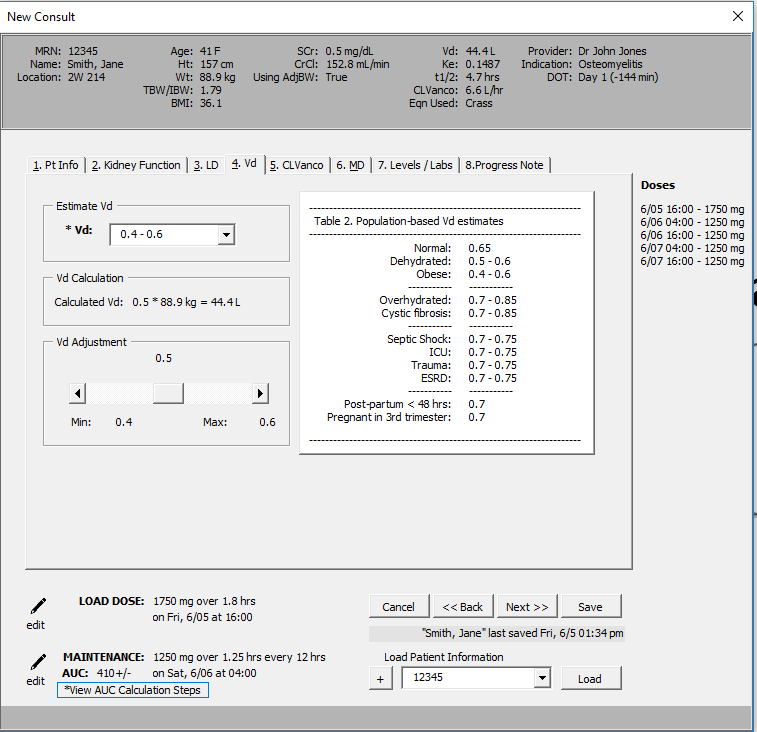 New Consult
MRN: 12345 Age: 41 F SCr: 0.5 mg/dL Vd: 44.4 L Provider: Dr John Jones
Name: Smith, Jane Ht: 157 cm CrCl: 152.8 mL/min Ke: 0.1487 Indication: Osteomyelitis
Location: 2W 214 Wt: 88.9 kg Using AdjBW: True t1/2: 4.7 hrs DOT: Day 1 (-144 min)
TBW/IBW: 1.79 CLVanco: 6.6 L/hr
BMI: 36.1 Eqn Used: Crass
1. Pt Info 2. Kidney Function 3. LD 4. Vd 5. CLVanco 6. MD 7. Levels / Labs 8.Progress Note
Estimate Vd
* Vd: 0.4 - 0.6
Vd Calculation
Calculated Vd: 0.5 * 88.9 kg = 44.4 L
Vd Adjustment
0.5
Min: 0.4 Max: 0.6
--------------------------------------------------------
Table 2. Population-based Vd estimates
--------------------------------------------------------
Normal: 0.65
Dehydrated: 0.5 - 0.6
Obese: 0.4 - 0.6
----------- -----------
Overhydrated: 0.7 - 0.85
Cystic fibrosis: 0.7 - 0.85
----------- -----------
Septic Shock: 0.7 - 0.75
ICU: 0.7 - 0.75
Trauma: 0.7 - 0.75
ESRD: 0.7 - 0.75
----------- -----------
Post-partum < 48 hrs: 0.7
Pregnant in 3rd trimester: 0.7
--------------------------------------------------------
Doses
6/05 16:00 - 1750 mg
6/06 04:00 - 1250 mg
6/06 16:00 - 1250 mg
6/07 04:00 - 1250 mg
6/07 16:00 - 1250 mg
edit
LOAD DOSE: 1750 mg over 1.8 hrs
on Fri, 6/05 at 16:00
edit
MAINTENANCE: 1250 mg over 1.25 hrs every 12 hrs
AUC: 410+/- on Sat, 6/06 at 04:00
*View AUC Calculation Steps
Cancel << Back Next >> Save
"Smith, Jane" last saved Fri, 6/5 01:34 pm
Load Patient Information
+ 12345 Load